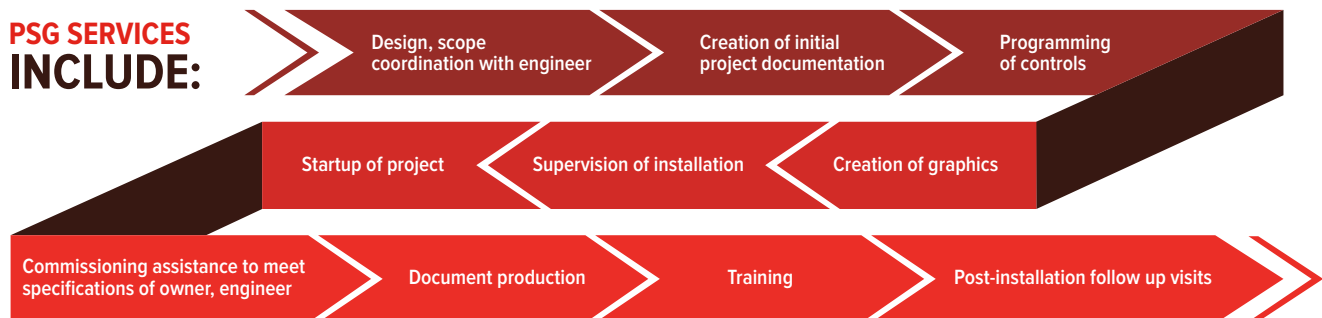 PSG SERVICES
INCLUDE:
Design, scope
coordination with engineer
Creation of initial
project documentation
Programming
of controls
Creation of graphics
Supervision of installation
Startup of project
Commissioning assistance to meet
specifications of owner, engineer
Document production
Training
Post-installation follow up visits